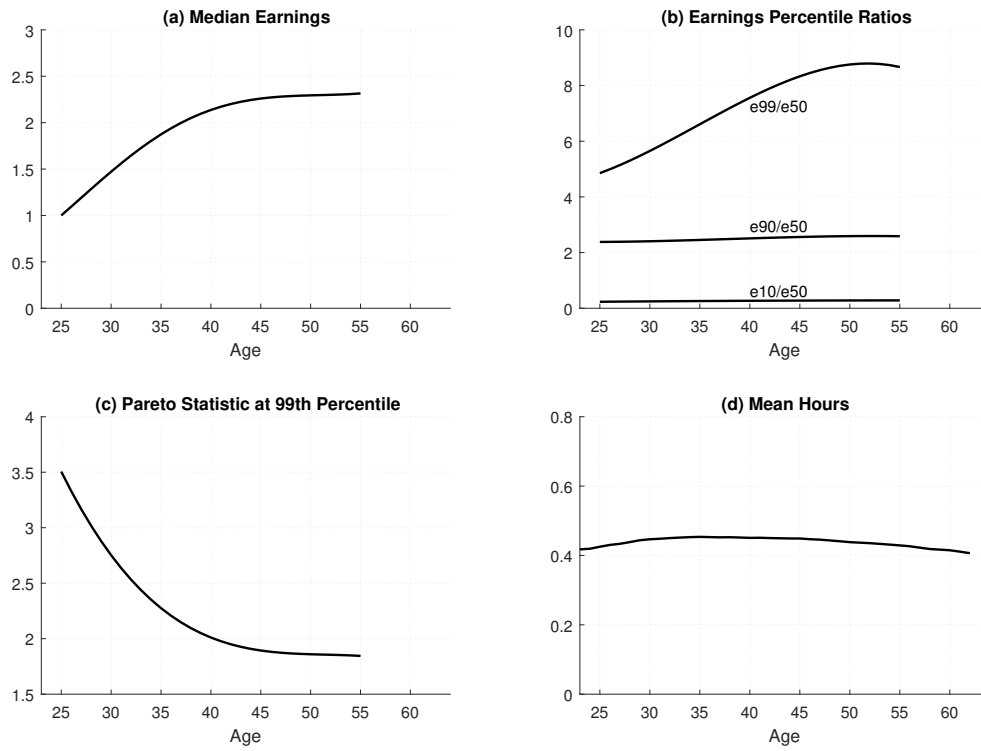 (a) Median Earnings
3
2.5
2
1.5
1
0.5
0
25 30 35 40 45 50 55 60
Age
(b) Earnings Percentile Ratios
10
8
6
4
2
0
e99/e50
e90/e50
e10/e50
25 30 35 40 45 50 55 60
Age
(c) Pareto Statistic at 99th Percentile
4
3.5
3
2.5
2
1.5
25 30 35 40 45 50 55 60
Age
(d) Mean Hours
0.8
0.6
0.4
0.2
0
25 30 35 40 45 50 55 60
Age